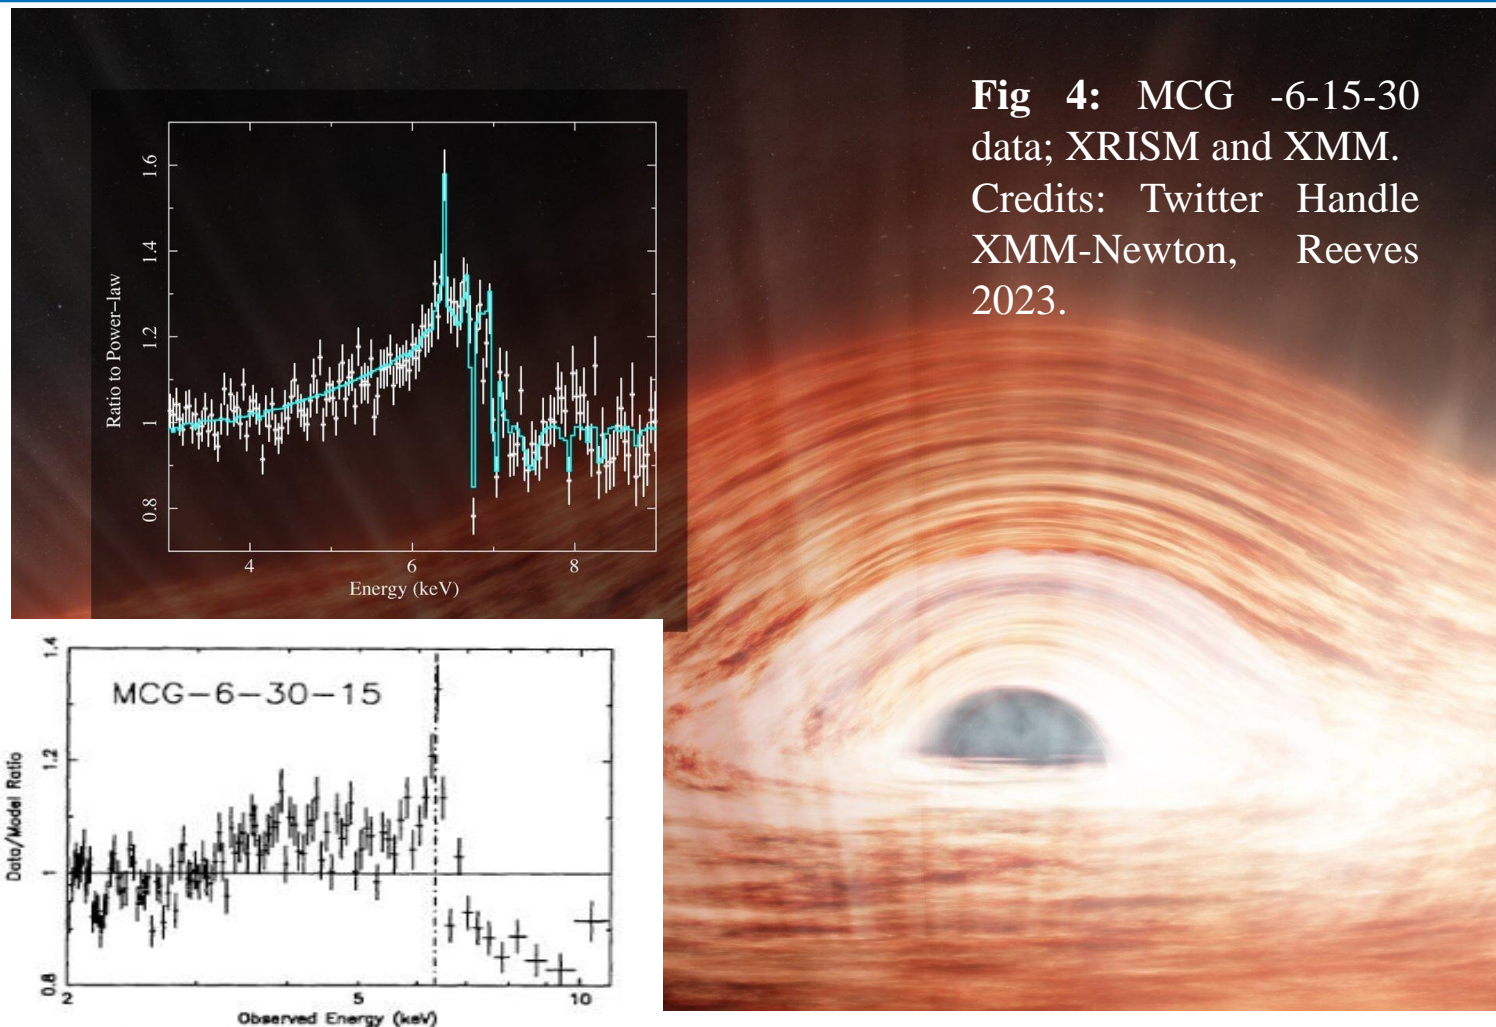 Fig 4: MCG -6-15-30
data; XRISM and XMM.
Credits: Twitter Handle
XMM-Newton, Reeves
2023.
Ratio to Power-law
1.6
1.4
1.2
1
0.8
4 6 8
Energy (keV)
MCG-6-30-15
Data/Model Ratio
1.4
1.2
1
0.8
2 5 10
Observed Energy (keV)